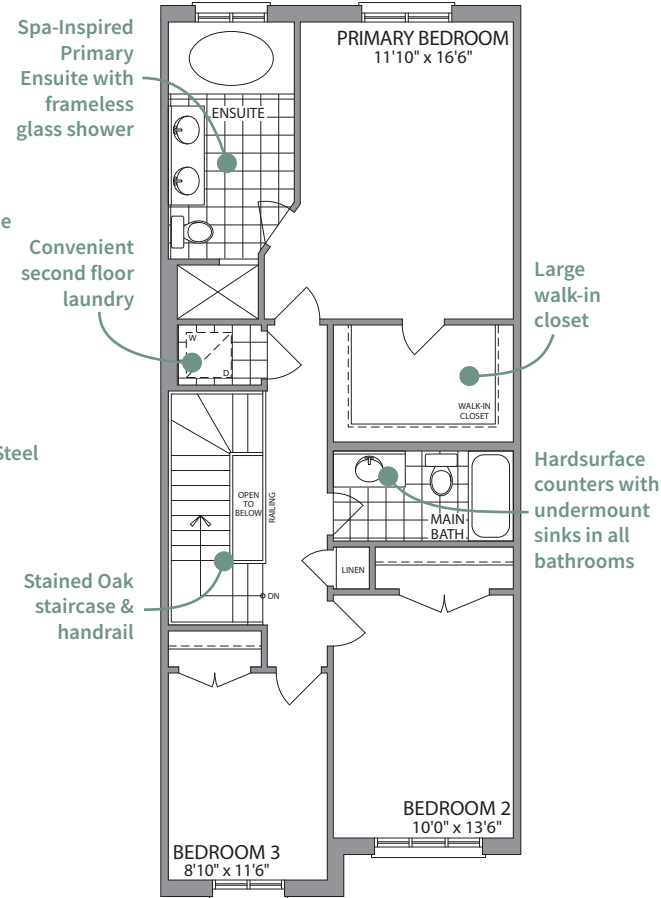 Spa-Inspired
Primary
Ensuite with
frameless
glass shower
PRIMARY BEDROOM
11'10" x 16'6"
ENSUITE
e
Convenient
second floor
laundry
Large
walk-in
closet
W
D
WALK-IN
CLOSET
Steel
OPEN
TO
BELOW
RAILING
MAIN
BATH
Hardsurface
counters with
undermount
sinks in all
bathrooms
LINEN
DN
Stained Oak
staircase &
handrail
BEDROOM 2
10'0" x 13'6"
BEDROOM 3
8'10" x 11'6"